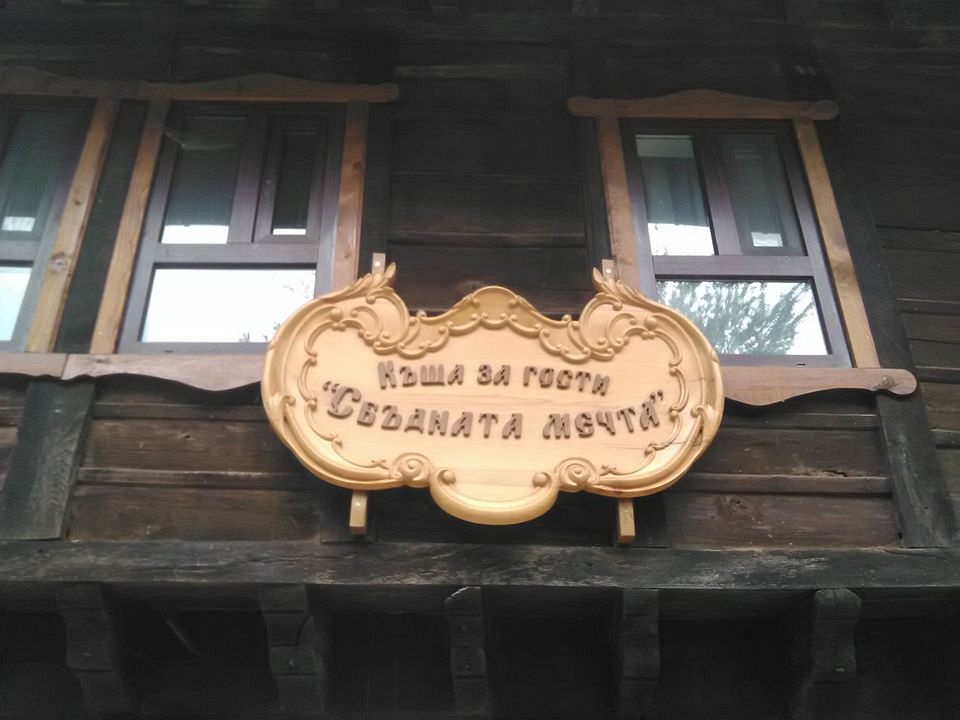 Къща за гости
"Сбъдната мечта"